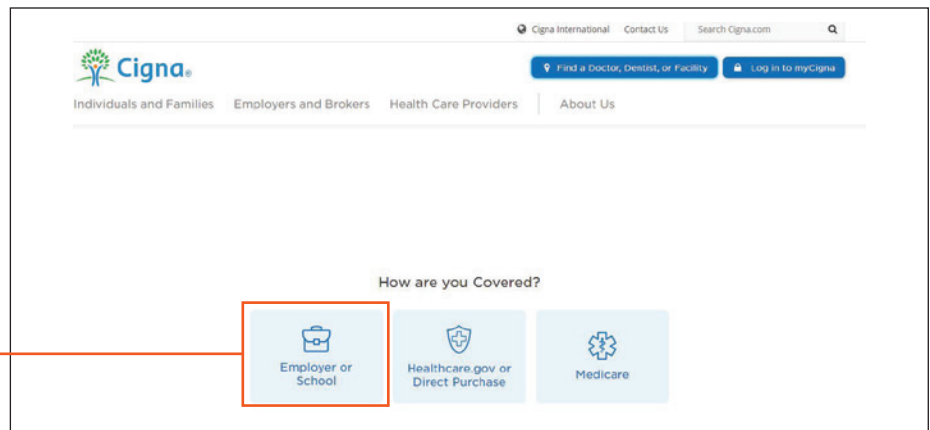 Cigna International Contact Us Search Cigna.com
Cigna®
Find a Doctor, Dentist, or Facility Log in to myCigna
Individuals and Families Employers and Brokers Health Care Providers About Us
How are you Covered?
Employer or
School
Healthcare.gov or
Direct Purchase
Medicare